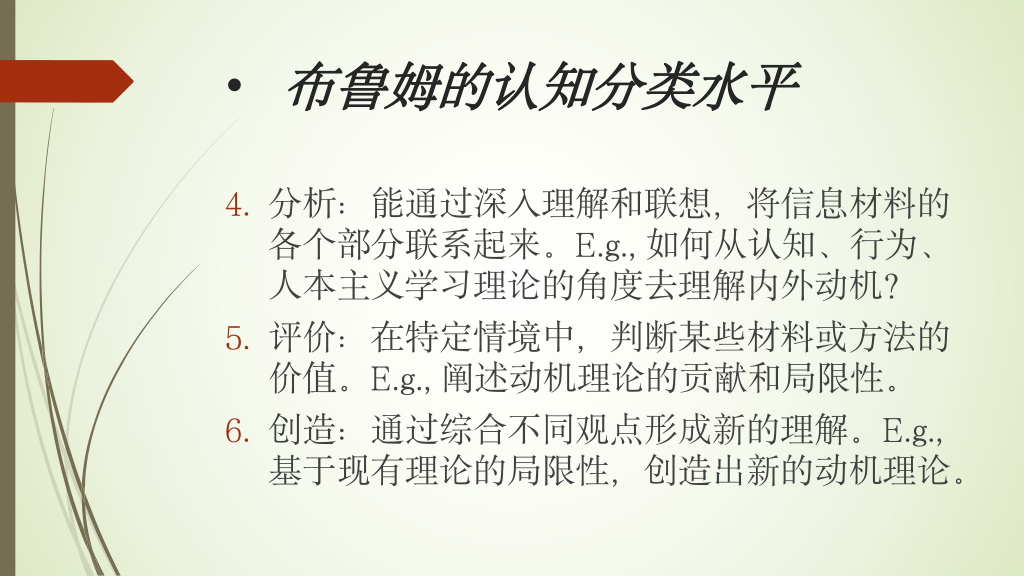 • 布鲁姆的认知分类水平
4. 分析：能通过深入理解和联想，将信息材料的
各个部分联系起来。E.g., 如何从认知、行为、
人本主义学习理论的角度去理解内外动机？
5. 评价：在特定情境中，判断某些材料或方法的
价值。E.g., 阐述动机理论的贡献和局限性。
6. 创造：通过综合不同观点形成新的理解。E.g.,
基于现有理论的局限性，创造出新的动机理论。